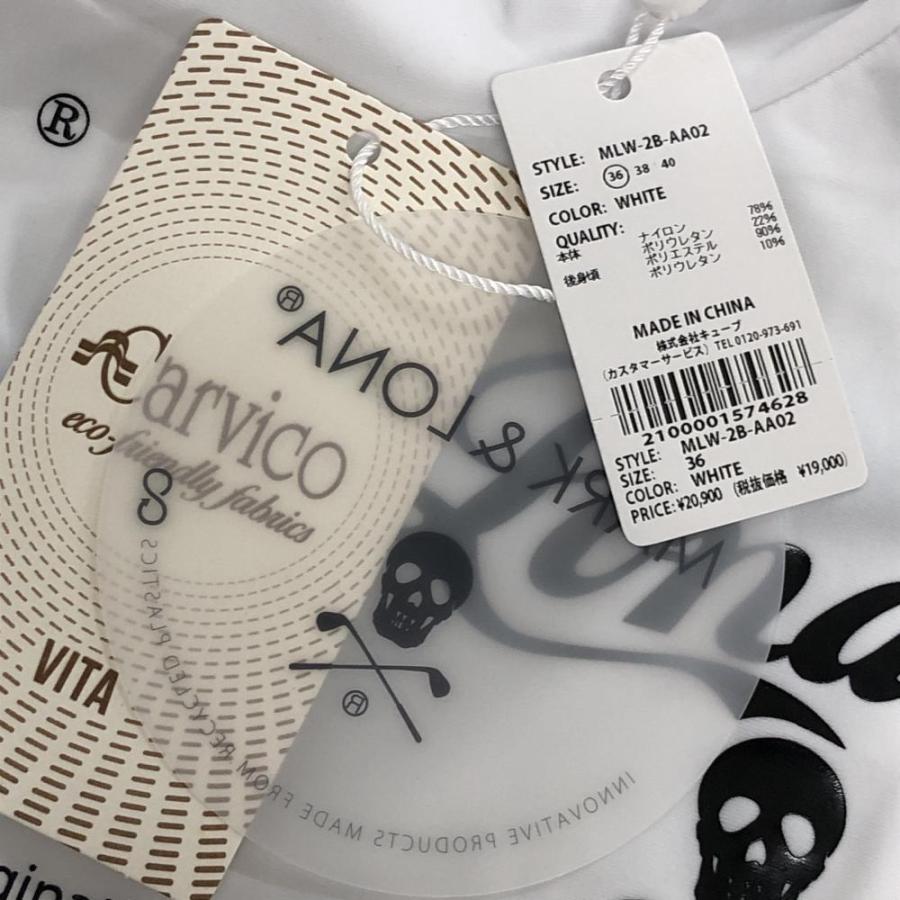 ®
STYLE: MLW-2B-AA02
SIZE: 36 38 40
COLOR: WHITE
QUALITY:
本体 ナイロン 78%
ポリウレタン 22%
後身頃 ポリエステル 90%
ポリウレタン 10%
MADE IN CHINA
株式会社キューブ
(カスタマーサービス) TEL 0120-973-691
2100001574628
STYLE: MLW-2B-AA02
SIZE: 36
COLOR: WHITE
PRICE:¥20,900 (税抜価格 ¥19,000)
Carvico
eco-friendly fabrics
VITA
MARK & LONA®
®
INNOVATIVE PRODUCTS MADE FROM RECYCLED PLASTICS